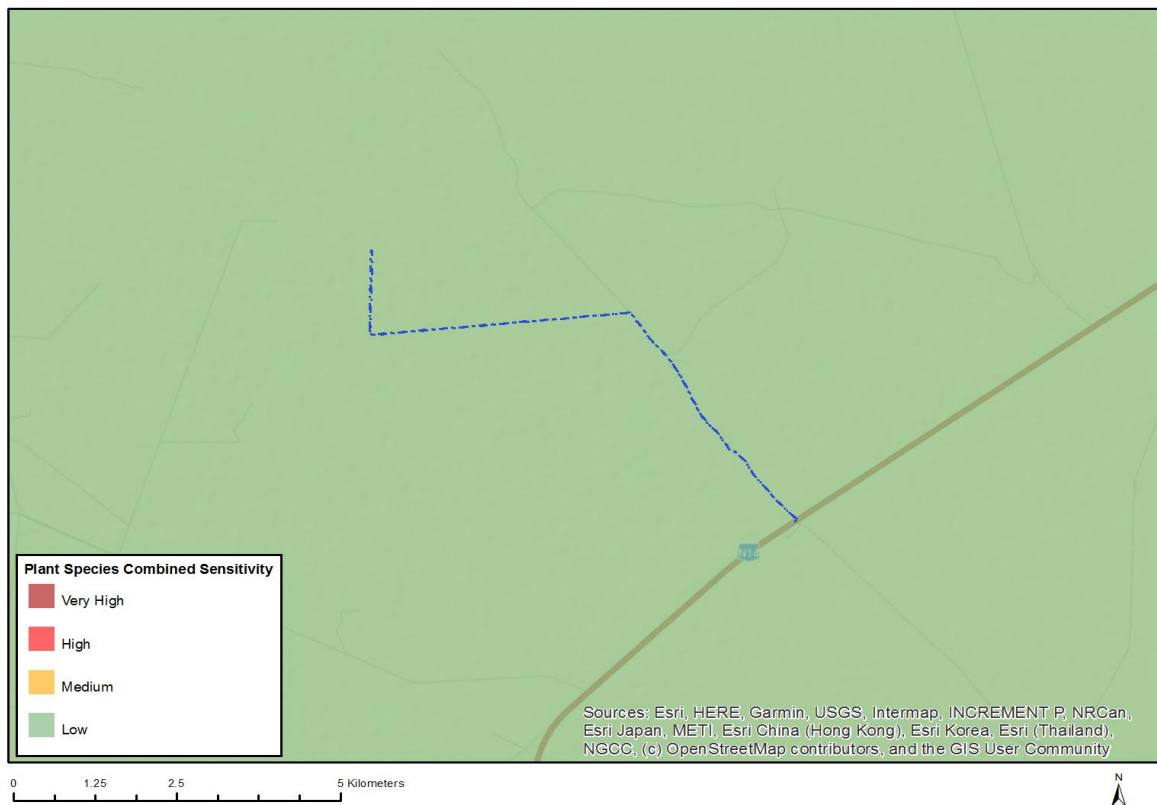 N14
Plant Species Combined Sensitivity
Very High
High
Medium
Low
Sources: Esri, HERE, Garmin, USGS, Intermap, INCREMENT P, NRCan,
Esri Japan, METI, Esri China (Hong Kong), Esri Korea, Esri (Thailand),
NGCC, (c) OpenStreetMap contributors, and the GIS User Community
0 1.25 2.5 5 Kilometers
N